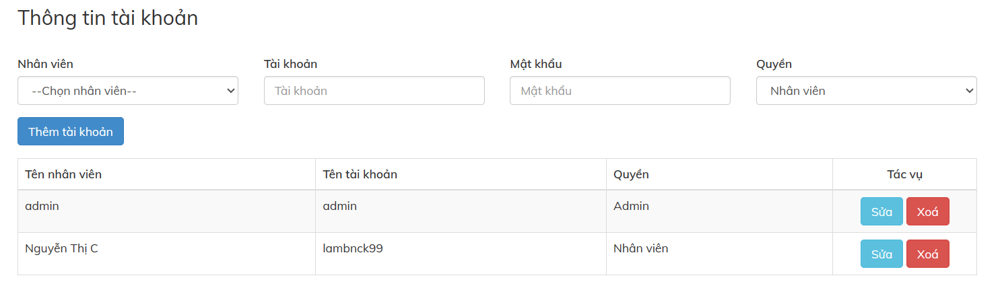 Thông tin tài khoản
Nhân viên Tài khoản Mật khẩu Quyền
--Chọn nhân viên-- Tài khoản Mật khẩu Nhân viên
Thêm tài khoản
Tên nhân viên Tên tài khoản Quyền Tác vụ
admin admin Admin Sửa Xoá
Nguyễn Thị C lambnck99 Nhân viên Sửa Xoá